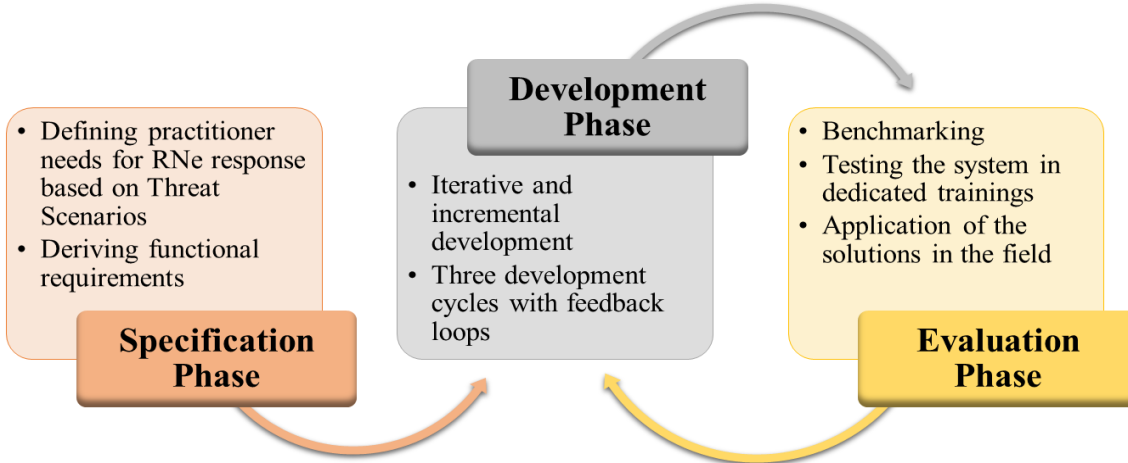 • Defining practitioner
needs for RNe response
based on Threat
Scenarios
• Deriving functional
requirements
Specification
Phase
Development
Phase
• Iterative and
incremental
development
• Three development
cycles with feedback
loops
• Benchmarking
• Testing the system in
dedicated trainings
• Application of the
solutions in the field
Evaluation
Phase